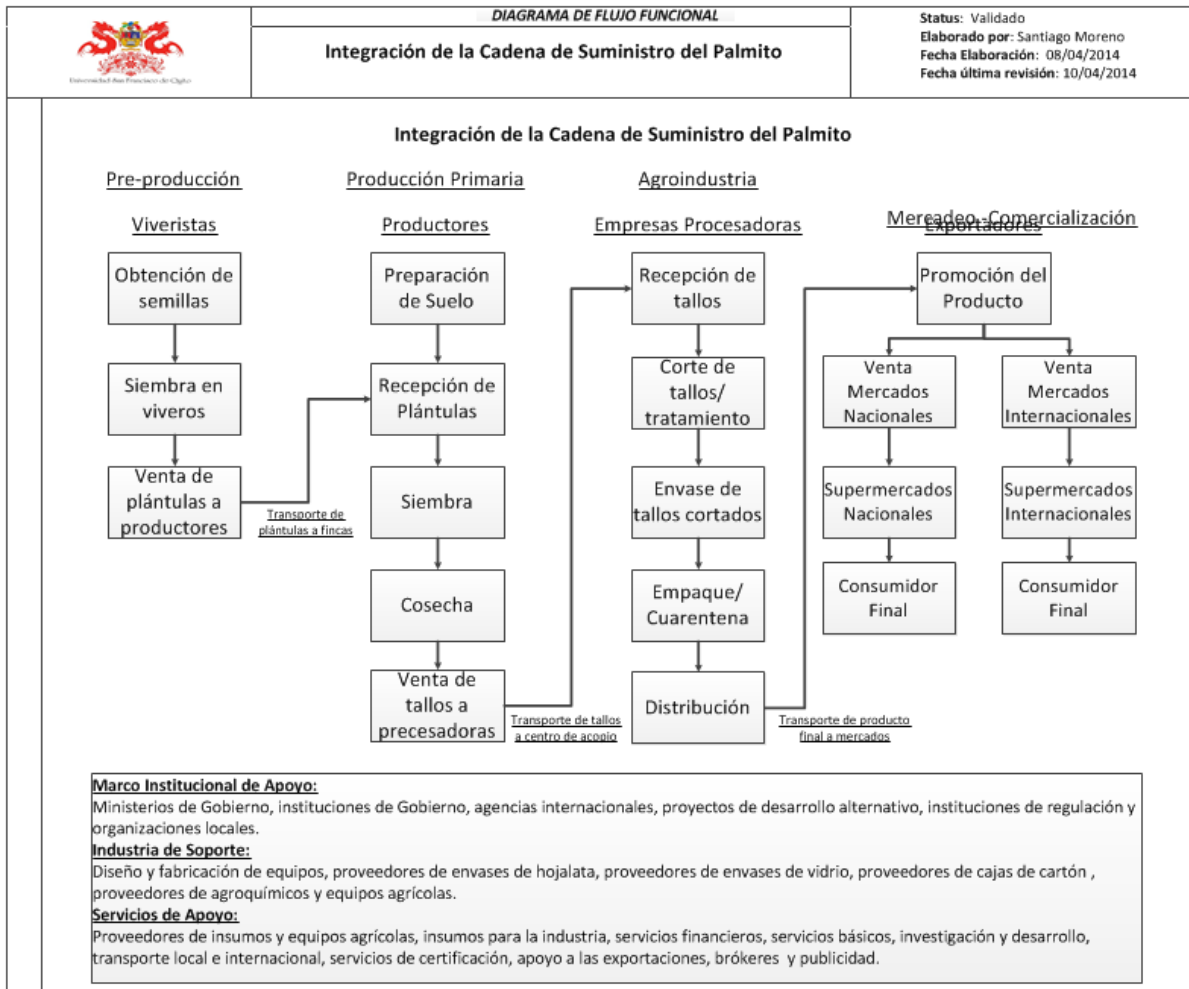 Universidad San Francisco de Quito
DIAGRAMA DE FLUJO FUNCIONAL
Integración de la Cadena de Suministro del Palmito
Status: Validado
Elaborado por: Santiago Moreno
Fecha Elaboración: 08/04/2014
Fecha última revisión: 10/04/2014
Integración de la Cadena de Suministro del Palmito
Pre-producción
Viveristas
Obtención de
semillas
Siembra en
viveros
Venta de
plántulas a
productores
Transporte de
plántulas a fincas
Producción Primaria
Productores
Preparación
de Suelo
Recepción de
Plántulas
Siembra
Cosecha
Venta de
tallos a
precesadoras
Transporte de tallos
a centro de acopio
Agroindustria
Empresas Procesadoras
Recepción de
tallos
Corte de
tallos/
tratamiento
Envase de
tallos cortados
Empaque/
Cuarentena
Distribución
Transporte de producto
final a mercados
Mercadeo -Comercialización
Exportadores
Promoción del
Producto
Venta
Mercados
Nacionales
Supermercados
Nacionales
Consumidor
Final
Venta
Mercados
Internacionales
Supermercados
Internacionales
Consumidor
Final
Marco Institucional de Apoyo:
Ministerios de Gobierno, instituciones de Gobierno, agencias internacionales, proyectos de desarrollo alternativo, instituciones de regulación y
organizaciones locales.
Industria de Soporte:
Diseño y fabricación de equipos, proveedores de envases de hojalata, proveedores de envases de vidrio, proveedores de cajas de cartón ,
proveedores de agroquímicos y equipos agrícolas.
Servicios de Apoyo:
Proveedores de insumos y equipos agrícolas, insumos para la industria, servicios financieros, servicios básicos, investigación y desarrollo,
transporte local e internacional, servicios de certificación, apoyo a las exportaciones, brókeres y publicidad.